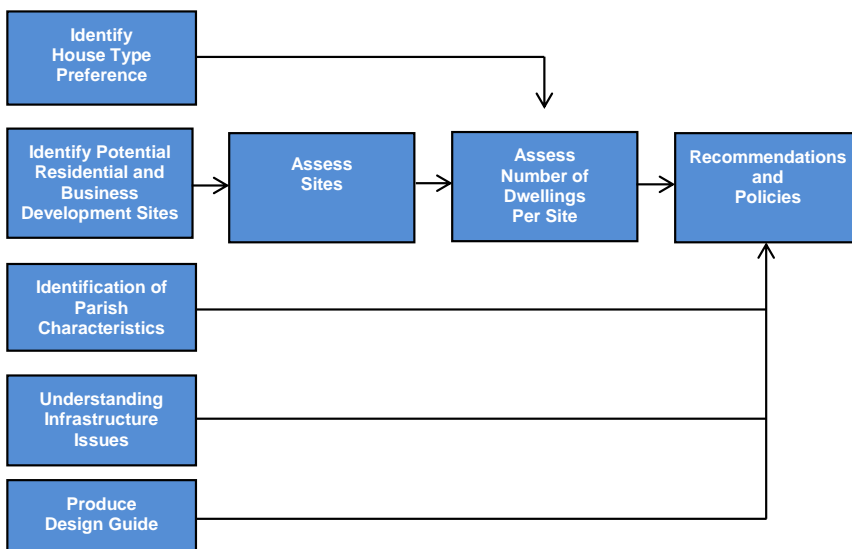 Identify
House Type
Preference
Identify Potential
Residential and
Business
Development Sites
Assess
Sites
Assess
Number of
Dwellings
Per Site
Recommendations
and
Policies
Identification of
Parish
Characteristics
Understanding
Infrastructure
Issues
Produce
Design Guide